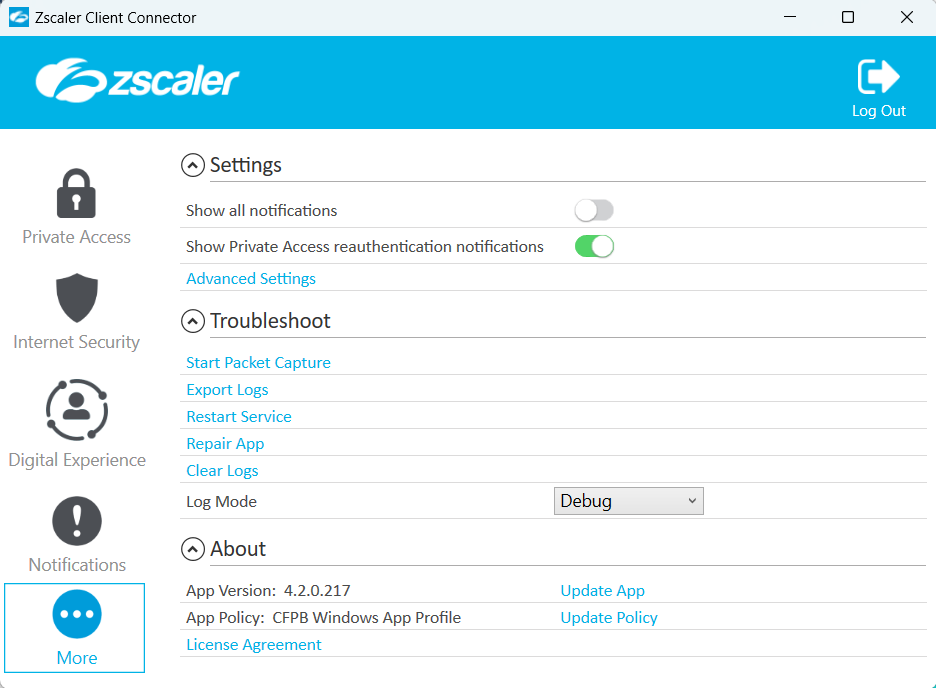 Zscaler Client Connector
zscaler
Log Out
Private Access
Internet Security
Digital Experience
Notifications
More
Settings
Show all notifications
Show Private Access reauthentication notifications
Advanced Settings
Troubleshoot
Start Packet Capture
Export Logs
Restart Service
Repair App
Clear Logs
Log Mode Debug
About
App Version: 4.2.0.217 Update App
App Policy: CFPB Windows App Profile Update Policy
License Agreement